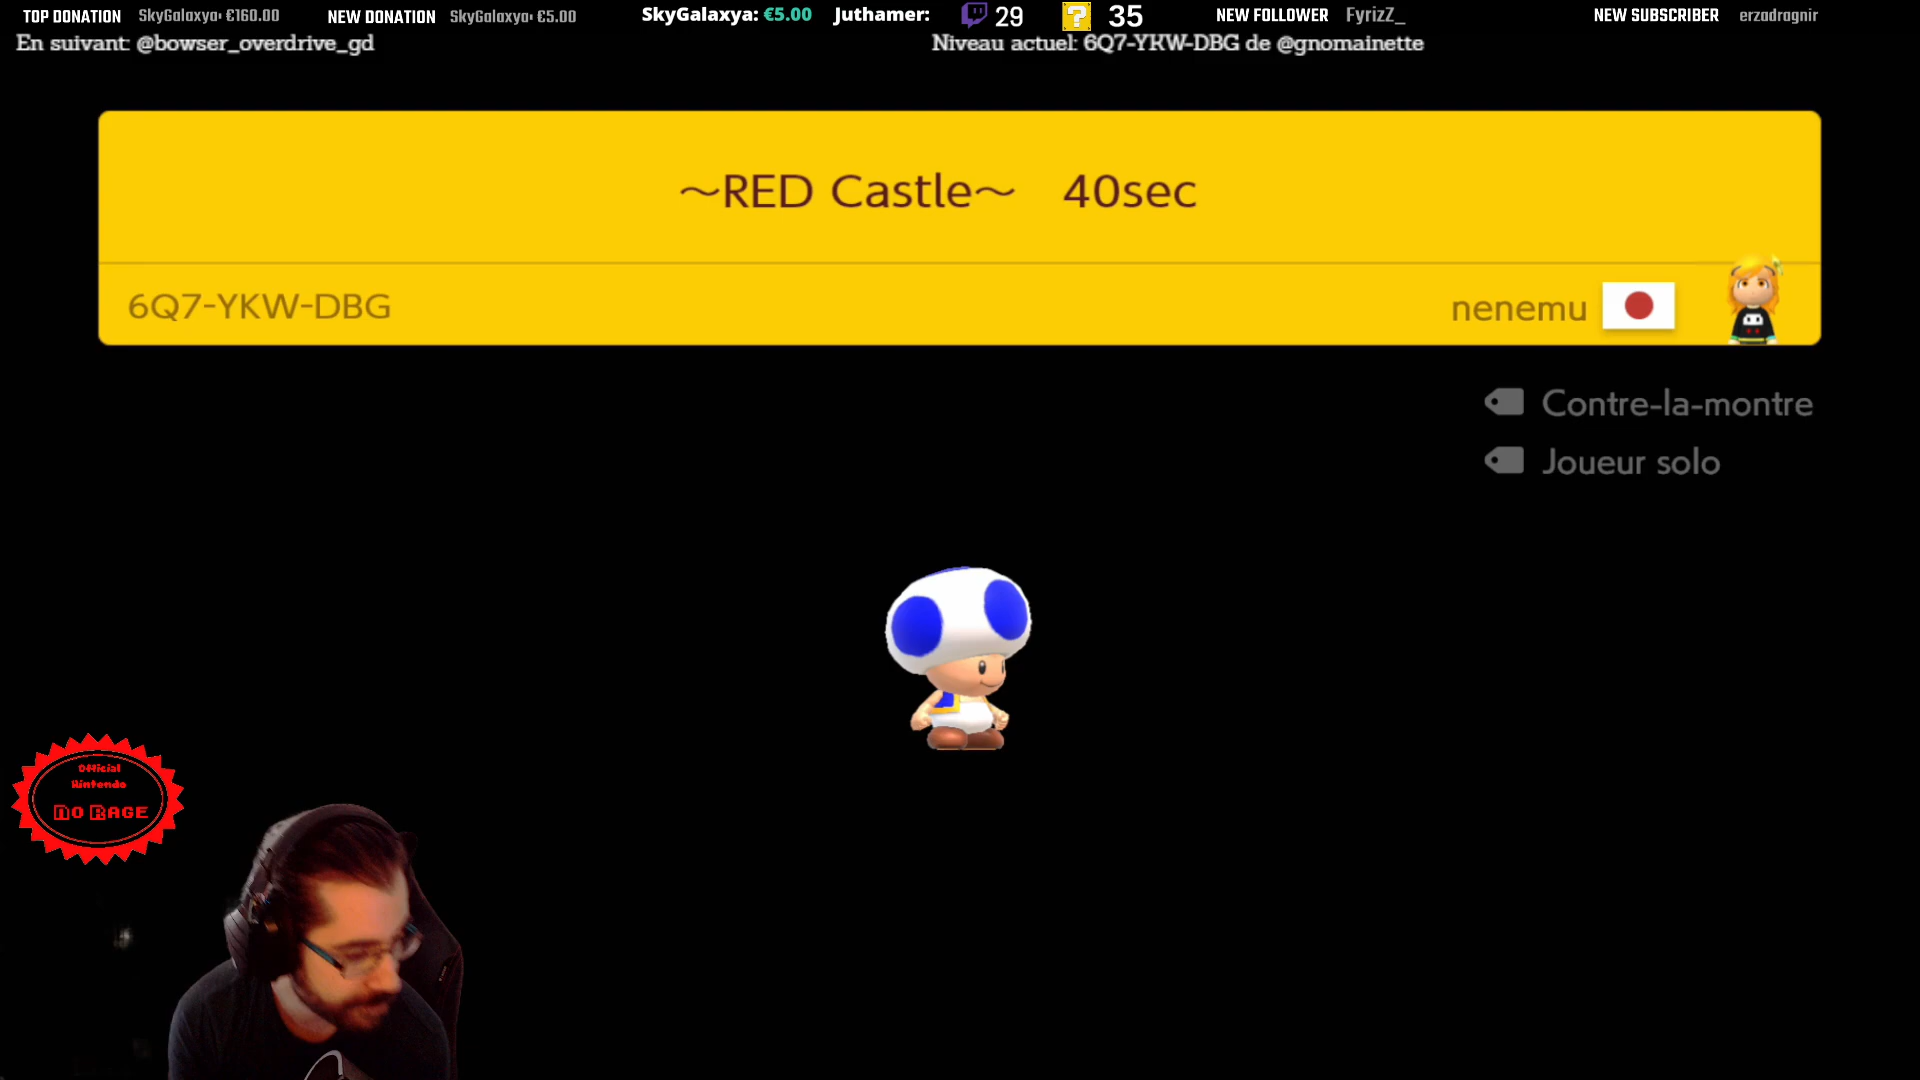 TOP DONATION SkyGalaxya: €160.00 NEW DONATION SkyGalaxya: €5.00 SkyGalaxya: €5.00 Juthamer: 29 ? 35 NEW FOLLOWER FyrizZ_ NEW SUBSCRIBER erzadragnir
En suivant: @bowser_overdrive_gd Niveau actuel: 6Q7-YKW-DBG de @gnomainette
～RED Castle～ 40sec
6Q7-YKW-DBG nenemu
Contre-la-montre
Joueur solo
Official
Nintendo
No Rage